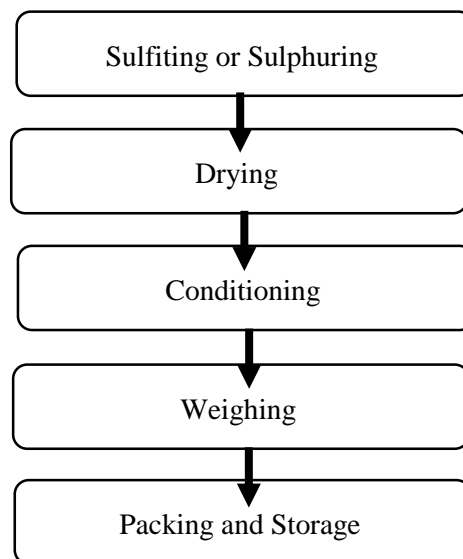 Sulfiting or Sulphuring
Drying
Conditioning
Weighing
Packing and Storage